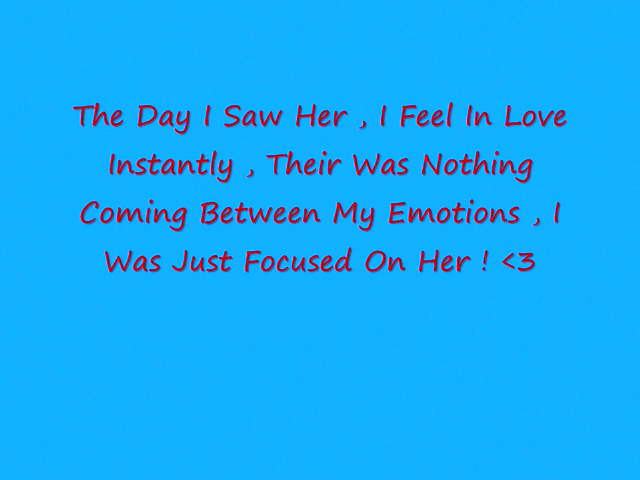 The Day I Saw Her , I Feel In Love
Instantly , Their Was Nothing
Coming Between My Emotions , I
Was Just Focused On Her ! <3